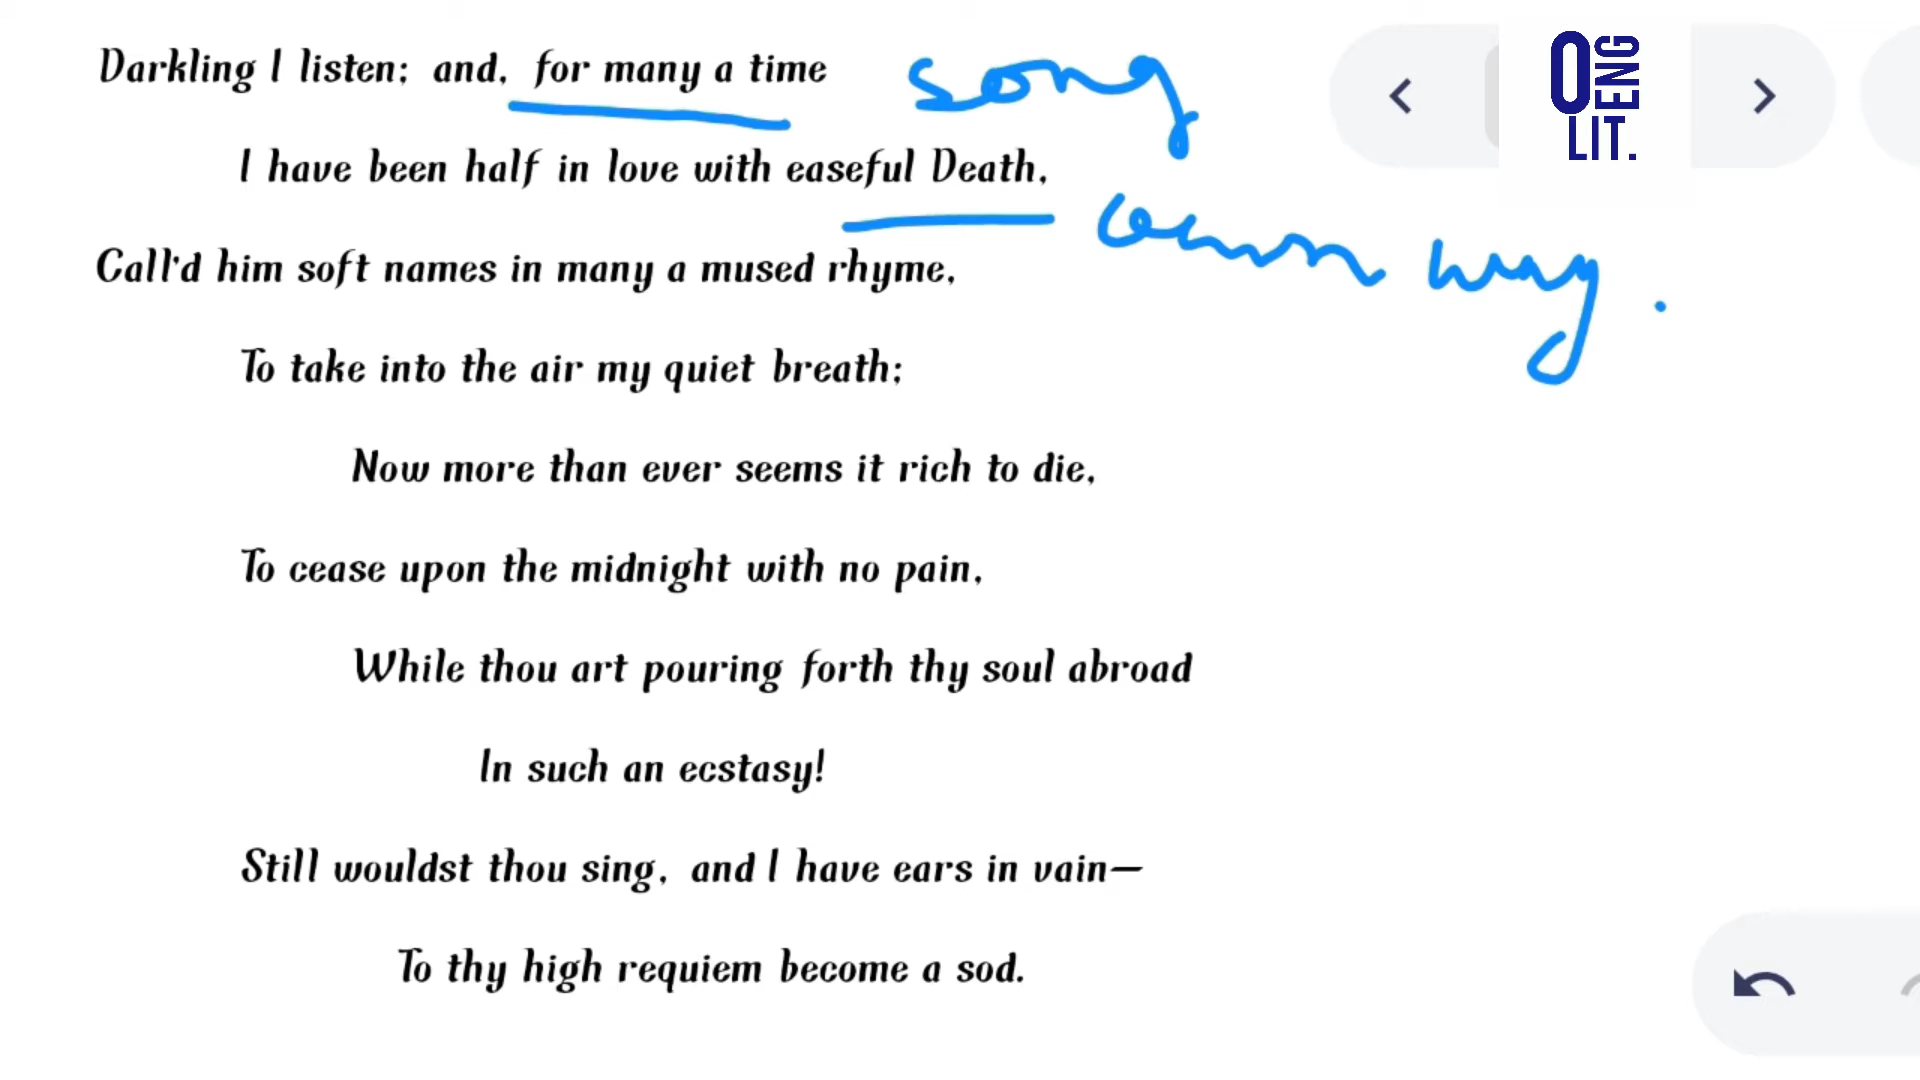 Darkling I listen; and, for many a time
song
O ENG
LIT.
I have been half in love with easeful Death,
way.
Call'd him soft names in many a mused rhyme,
To take into the air my quiet breath;
Now more than ever seems it rich to die,
To cease upon the midnight with no pain,
While thou art pouring forth thy soul abroad
In such an ecstasy!
Still wouldst thou sing, and I have ears in vain—
To thy high requiem become a sod.